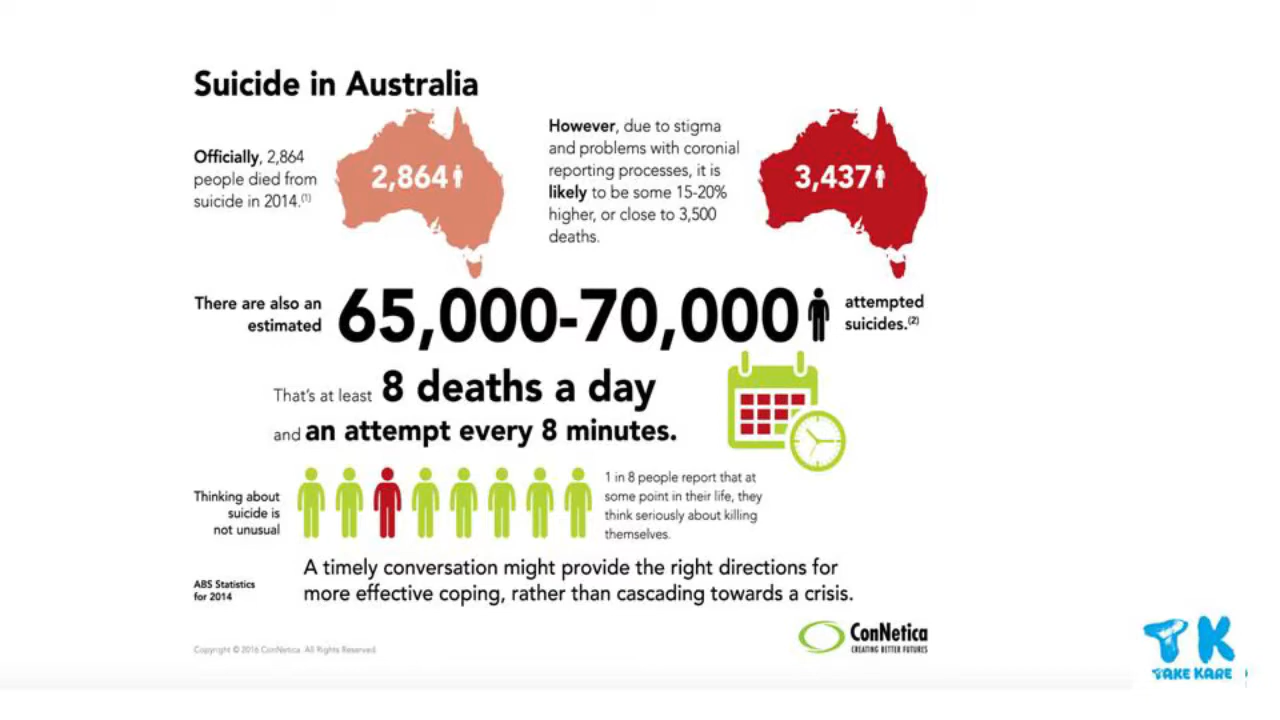 Suicide in Australia
Officially, 2,864
people died from
suicide in 2014.(1)
2,864
However, due to stigma
and problems with coronial
reporting processes, it is
likely to be some 15-20%
higher, or close to 3,500
deaths.
3,437
There are also an
estimated
65,000-70,000
attempted
suicides.(2)
That's at least 8 deaths a day
and an attempt every 8 minutes.
Thinking about
suicide is
not unusual
1 in 8 people report that at
some point in their life, they
think seriously about killing
themselves.
A timely conversation might provide the right directions for
more effective coping, rather than cascading towards a crisis.
ABS Statistics
for 2014
ConNetica
CREATING BETTER FUTURES
Copyright © 2016 ConNetica. All Rights Reserved.
TK
TAKE KARE